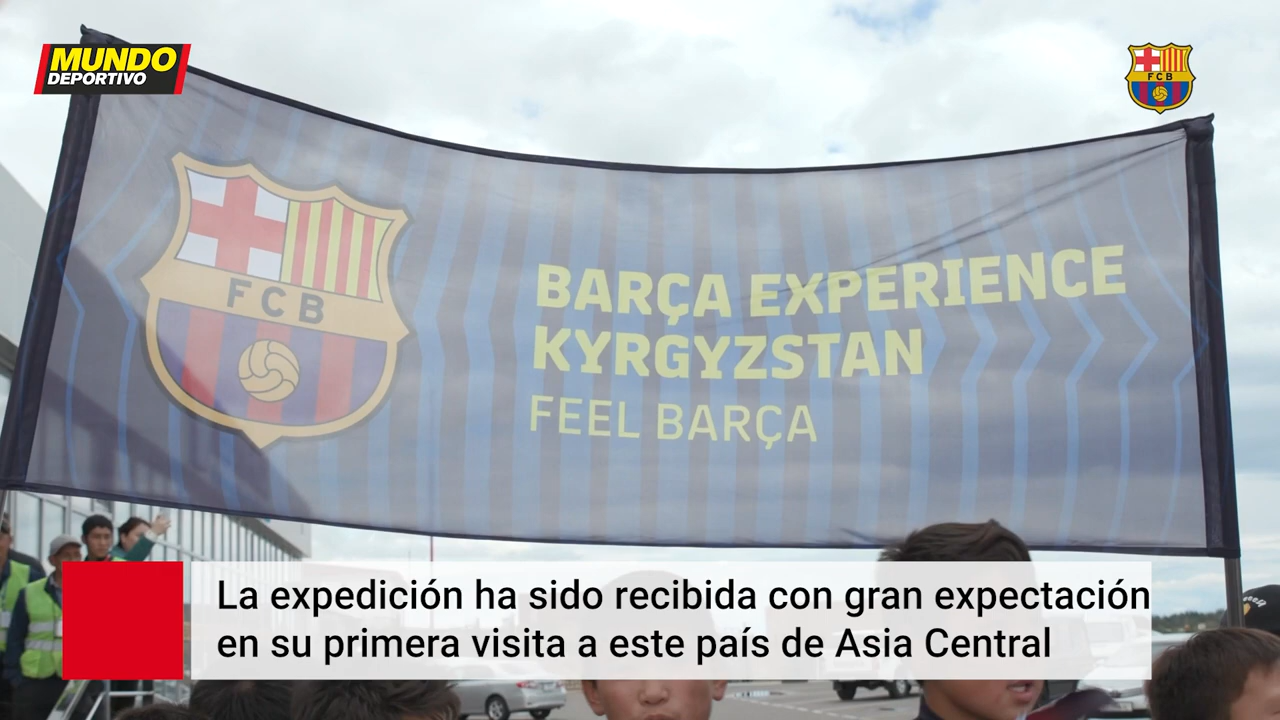 MUNDO
DEPORTIVO
FCB
FCB
BARÇA EXPERIENCE
KYRGYZSTAN
FEEL BARÇA
La expedición ha sido recibida con gran expectación
en su primera visita a este país de Asia Central